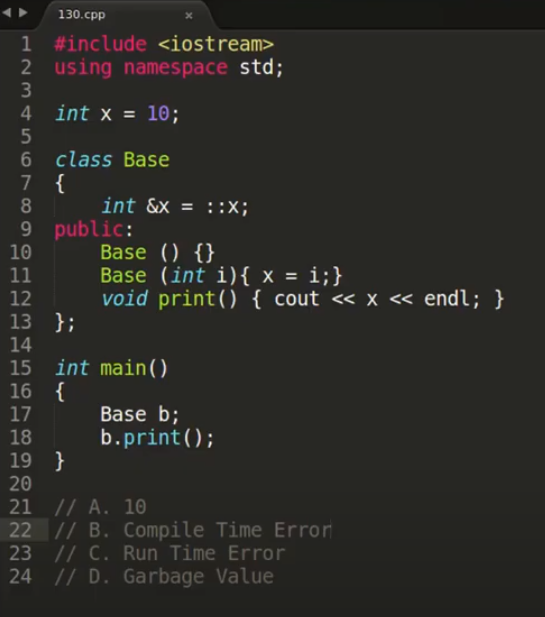 130.cpp
1 #include <iostream>
2 using namespace std;
3
4 int x = 10;
5
6 class Base
7 {
8 int &x = ::x;
9 public:
10 Base () {}
11 Base (int i){ x = i;}
12 void print() { cout << x << endl; }
13 };
14
15 int main()
16 {
17 Base b;
18 b.print();
19 }
20
21 // A. 10
22 // B. Compile Time Error
23 // C. Run Time Error
24 // D. Garbage Value